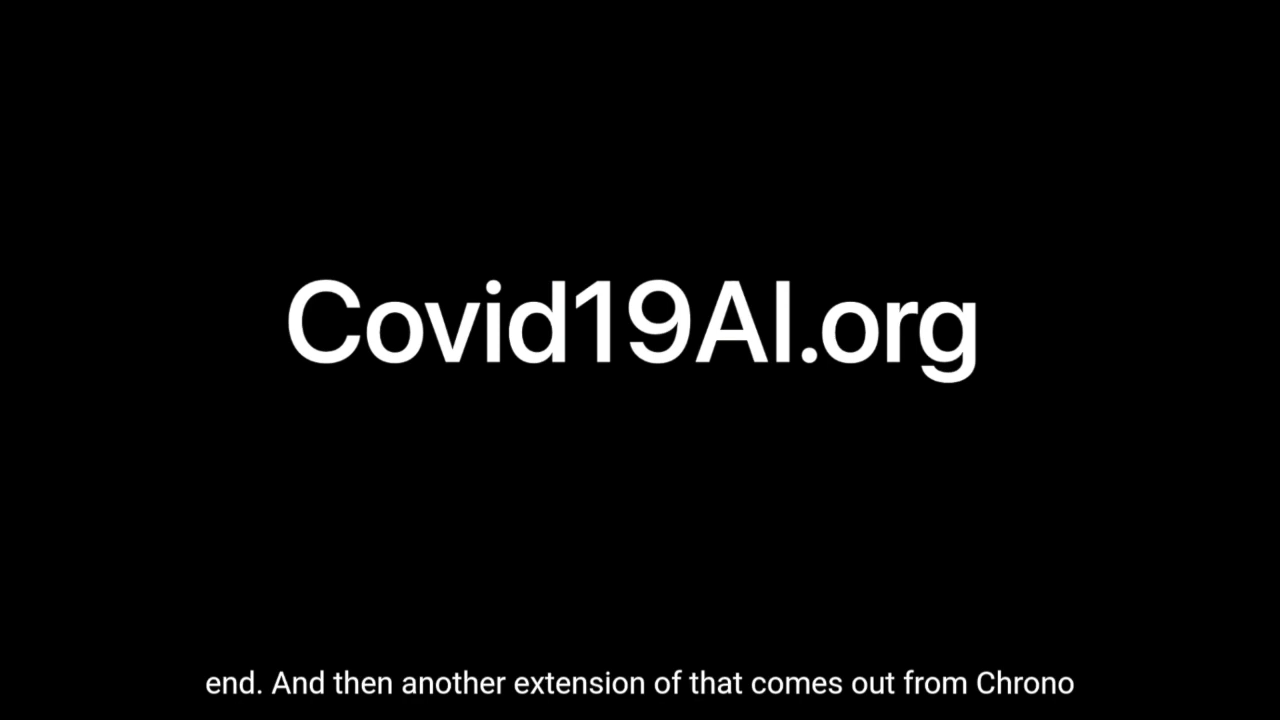 Covid19AI.org
end. And then another extension of that comes out from Chrono